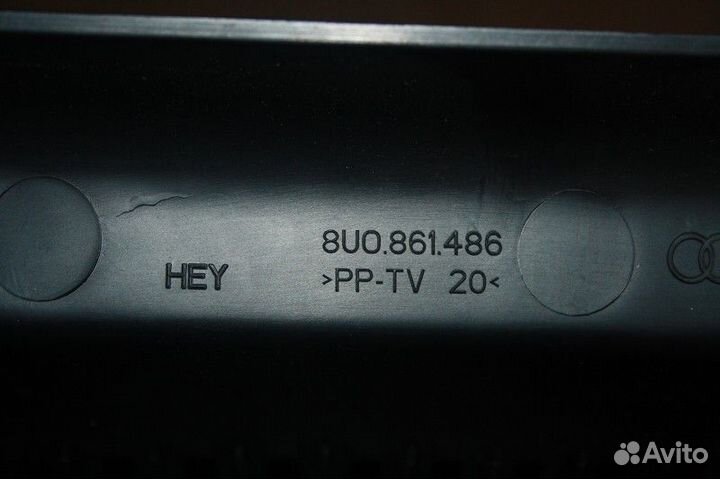 8U0.861.486
HEY >PP-TV 20<
Avito